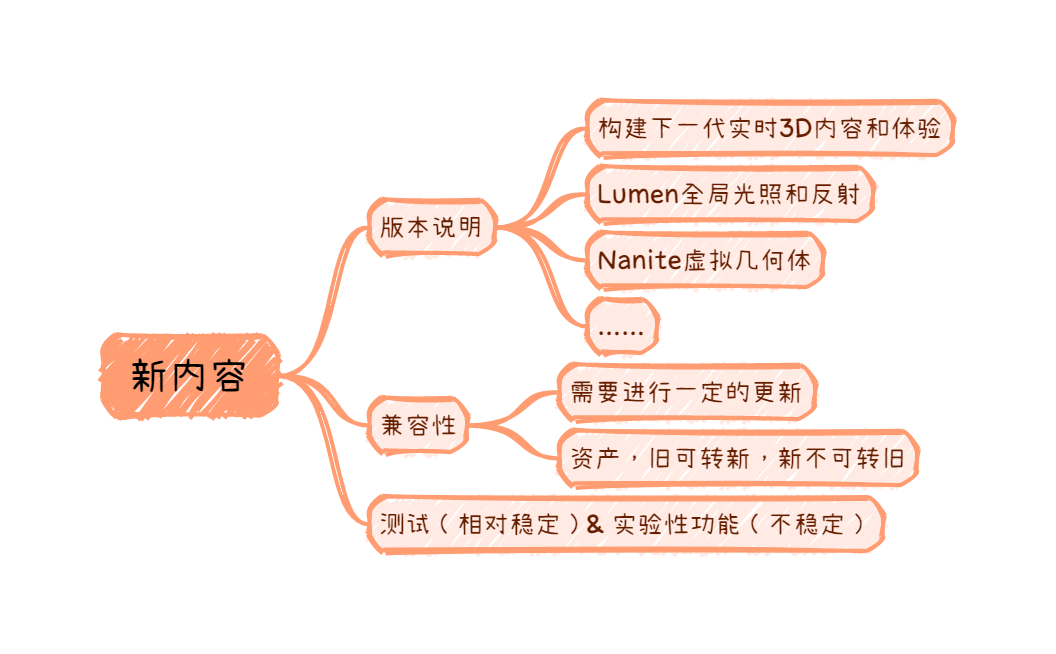 新内容
版本说明
构建下一代实时3D内容和体验
Lumen全局光照和反射
Nanite虚拟几何体
......
兼容性
需要进行一定的更新
资产，旧可转新，新不可转旧
测试（相对稳定）& 实验性功能（不稳定）